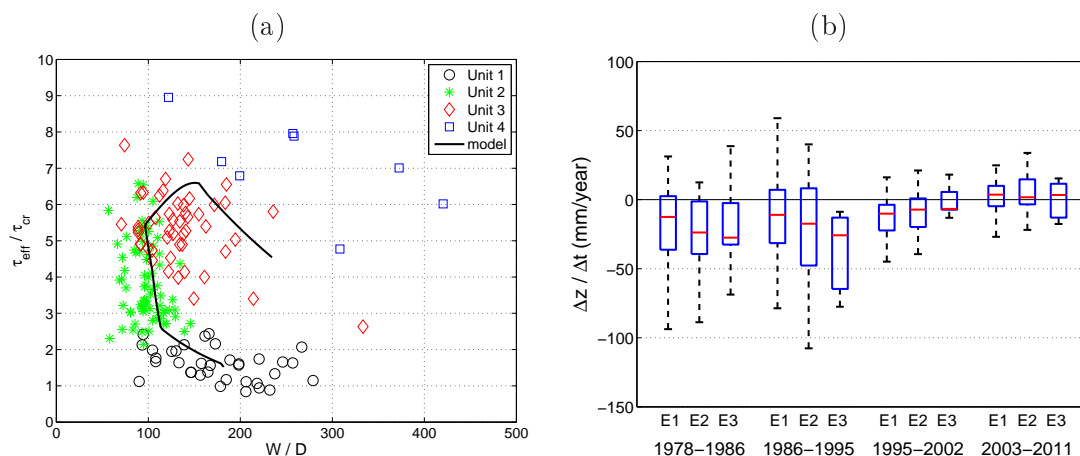 (a)
(b)
10
9
8
7
6
5
4
3
2
1
0
0 100 200 300 400 500
W / D
τeff / τcr
Unit 1
Unit 2
Unit 3
Unit 4
model
100
50
0
−50
−100
−150
Δz / Δt (mm/year)
E1 E2 E3 E1 E2 E3 E1 E2 E3 E1 E2 E3
1978−1986 1986−1995 1995−2002 2003−2011